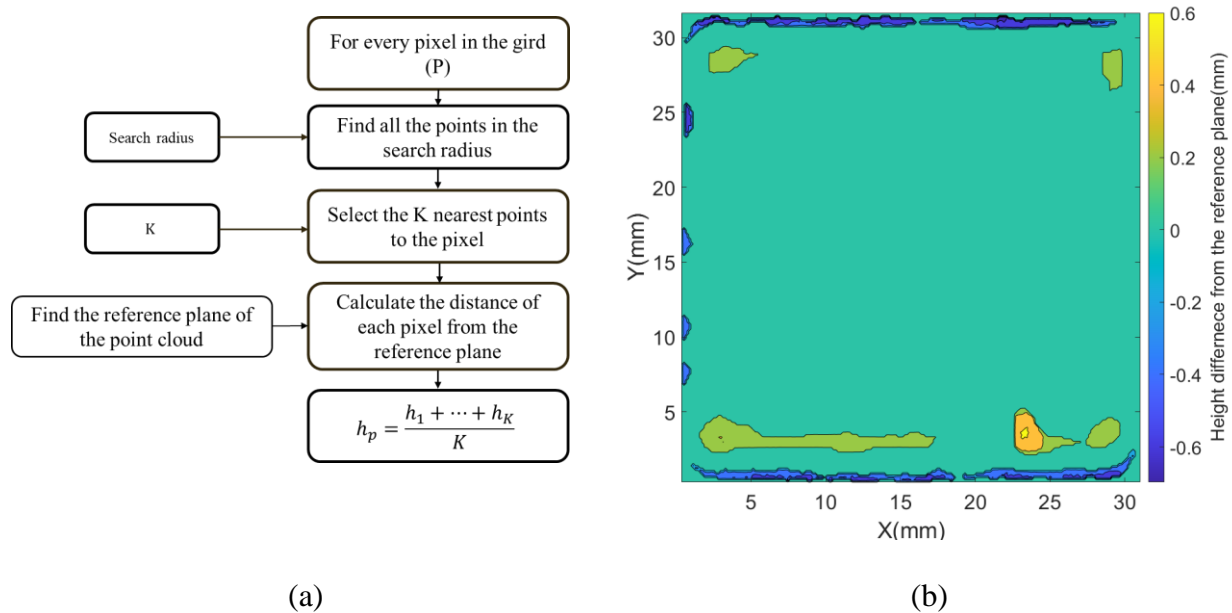 For every pixel in the gird
(P)
Search radius
Find all the points in the
search radius
K
Select the K nearest points
to the pixel
Find the reference plane of
the point cloud
Calculate the distance of
each pixel from the
reference plane
h_p = (h_1 + ⋯ + h_K) / K
(a)
30
25
20
15
10
5
Y(mm)
5 10 15 20 25 30
X(mm)
0.6
0.4
0.2
0
-0.2
-0.4
-0.6
Height differnece from the reference plane(mm)
(b)